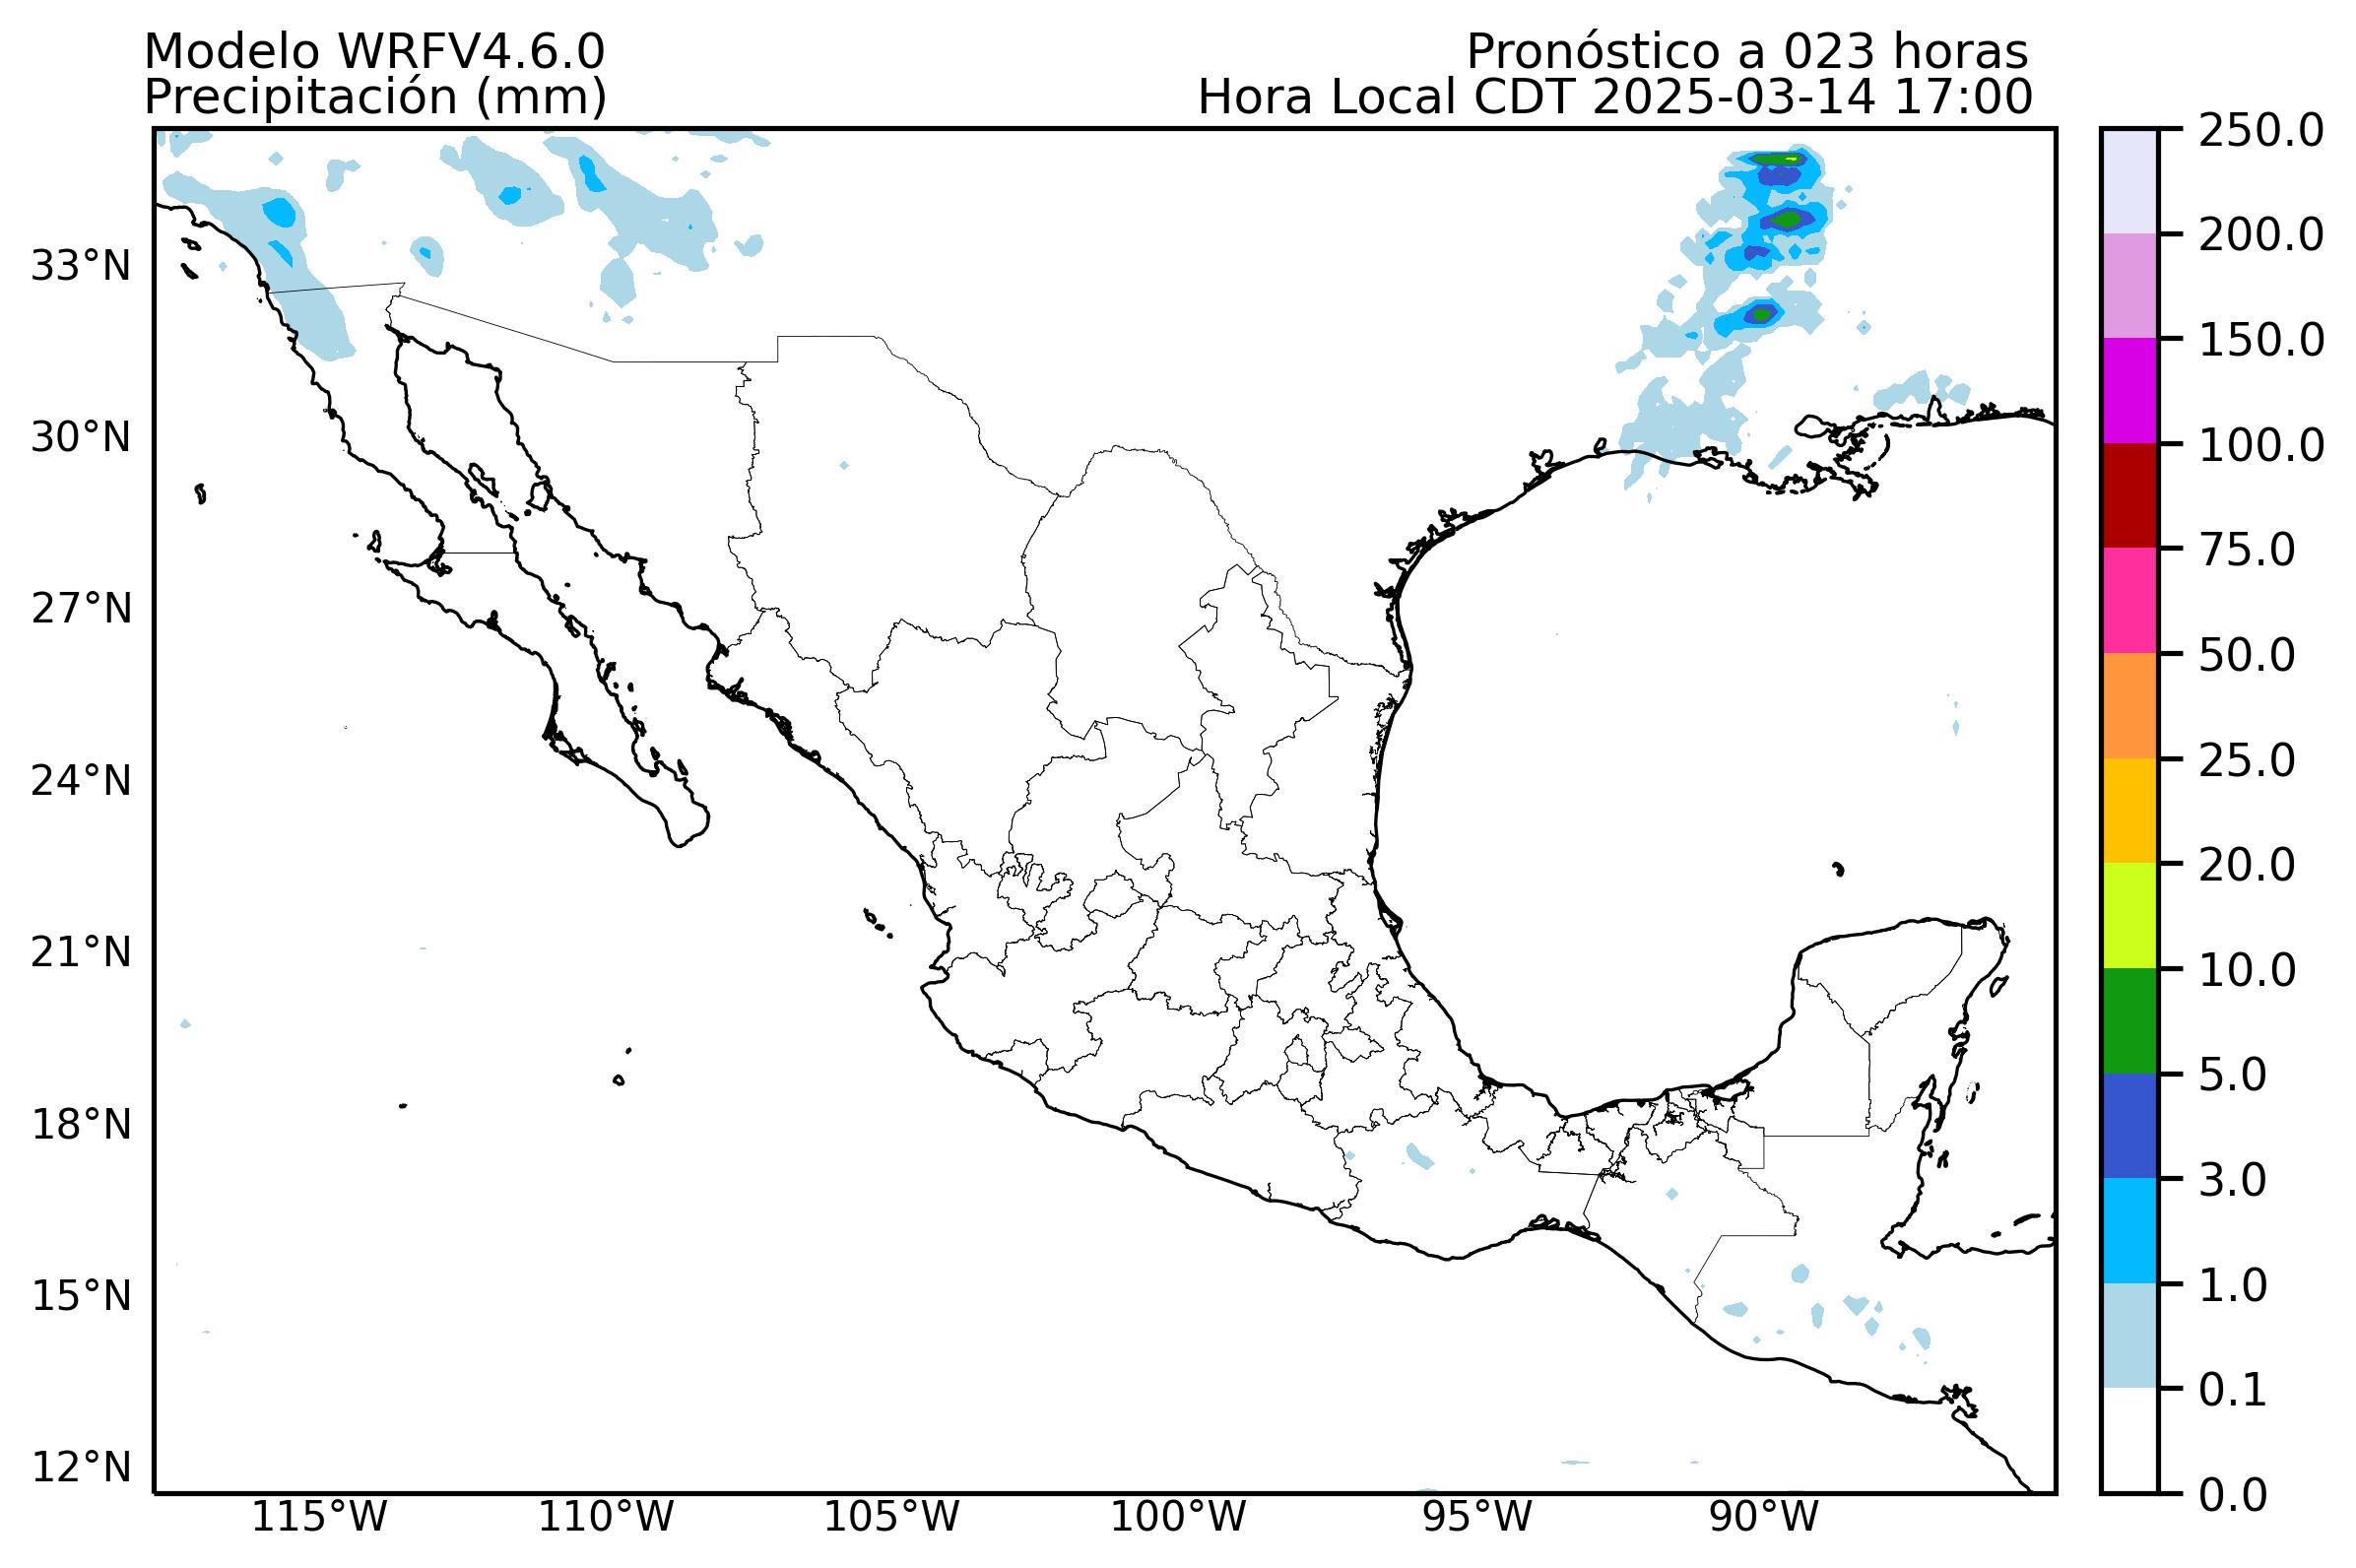 Modelo WRFV4.6.0
Pronóstico a 023 horas
Precipitación (mm)
Hora Local CDT 2025-03-14 17:00
33°N
30°N
27°N
24°N
21°N
18°N
15°N
12°N
115°W
110°W
105°W
100°W
95°W
90°W
250.0
200.0
150.0
100.0
75.0
50.0
25.0
20.0
10.0
5.0
3.0
1.0
0.1
0.0